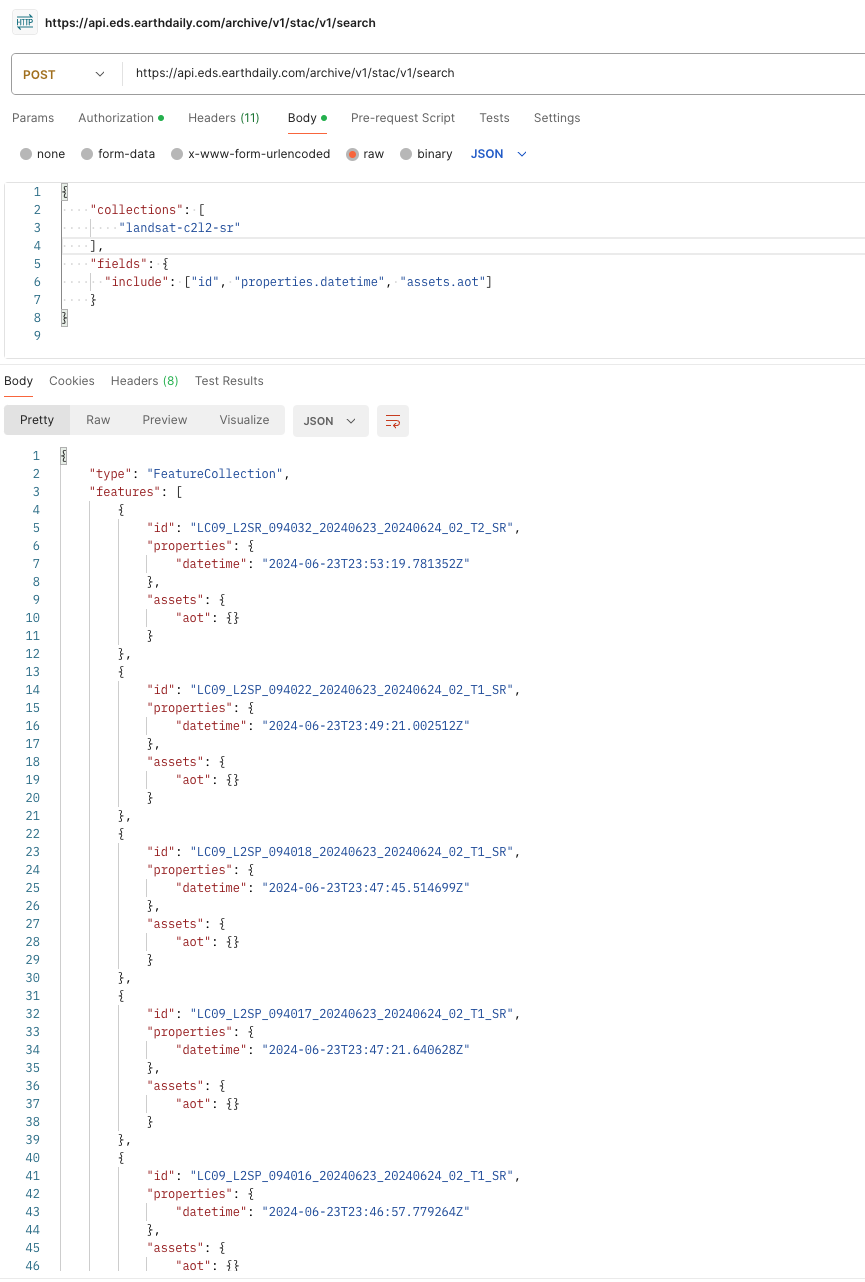 HTTP https://api.eds.earthdaily.com/archive/v1/stac/v1/search
POST https://api.eds.earthdaily.com/archive/v1/stac/v1/search
Params Authorization Headers (11) Body Pre-request Script Tests Settings
none form-data x-www-form-urlencoded raw binary JSON
1 {
2 "collections": [
3 "landsat-c2l2-sr"
4 ],
5 "fields": {
6 "include": ["id", "properties.datetime", "assets.aot"]
7 }
8 }
9
Body Cookies Headers (8) Test Results
Pretty Raw Preview Visualize JSON
1 {
2 "type": "FeatureCollection",
3 "features": [
4 {
5 "id": "LC09_L2SR_094032_20240623_20240624_02_T2_SR",
6 "properties": {
7 "datetime": "2024-06-23T23:53:19.781352Z"
8 },
9 "assets": {
10 "aot": {}
11 }
12 },
13 {
14 "id": "LC09_L2SP_094022_20240623_20240624_02_T1_SR",
15 "properties": {
16 "datetime": "2024-06-23T23:49:21.002512Z"
17 },
18 "assets": {
19 "aot": {}
20 }
21 },
22 {
23 "id": "LC09_L2SP_094018_20240623_20240624_02_T1_SR",
24 "properties": {
25 "datetime": "2024-06-23T23:47:45.514699Z"
26 },
27 "assets": {
28 "aot": {}
29 }
30 },
31 {
32 "id": "LC09_L2SP_094017_20240623_20240624_02_T1_SR",
33 "properties": {
34 "datetime": "2024-06-23T23:47:21.640628Z"
35 },
36 "assets": {
37 "aot": {}
38 }
39 },
40 {
41 "id": "LC09_L2SP_094016_20240623_20240624_02_T1_SR",
42 "properties": {
43 "datetime": "2024-06-23T23:46:57.779264Z"
44 },
45 "assets": {
46 "aot": {}